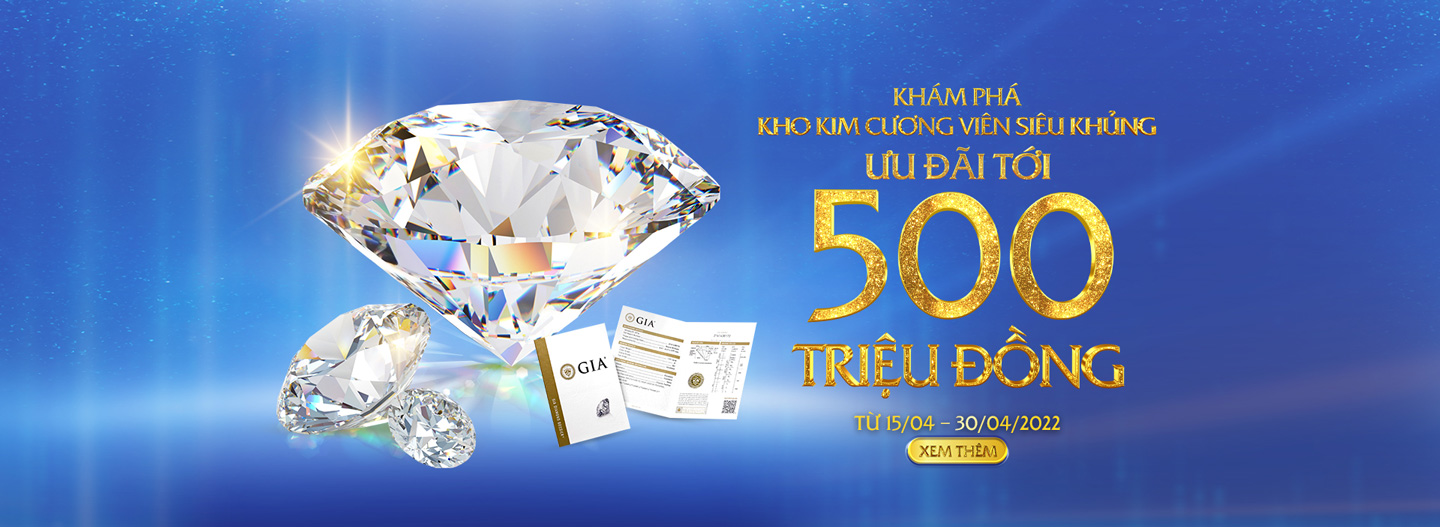 KHÁM PHÁ
KHO KIM CƯƠNG VIÊN SIÊU KHỦNG
ƯU ĐÃI TỚI
500
TRIỆU ĐỒNG
TỪ 15/04 – 30/04/2022
XEM THÊM
GIA
GIA